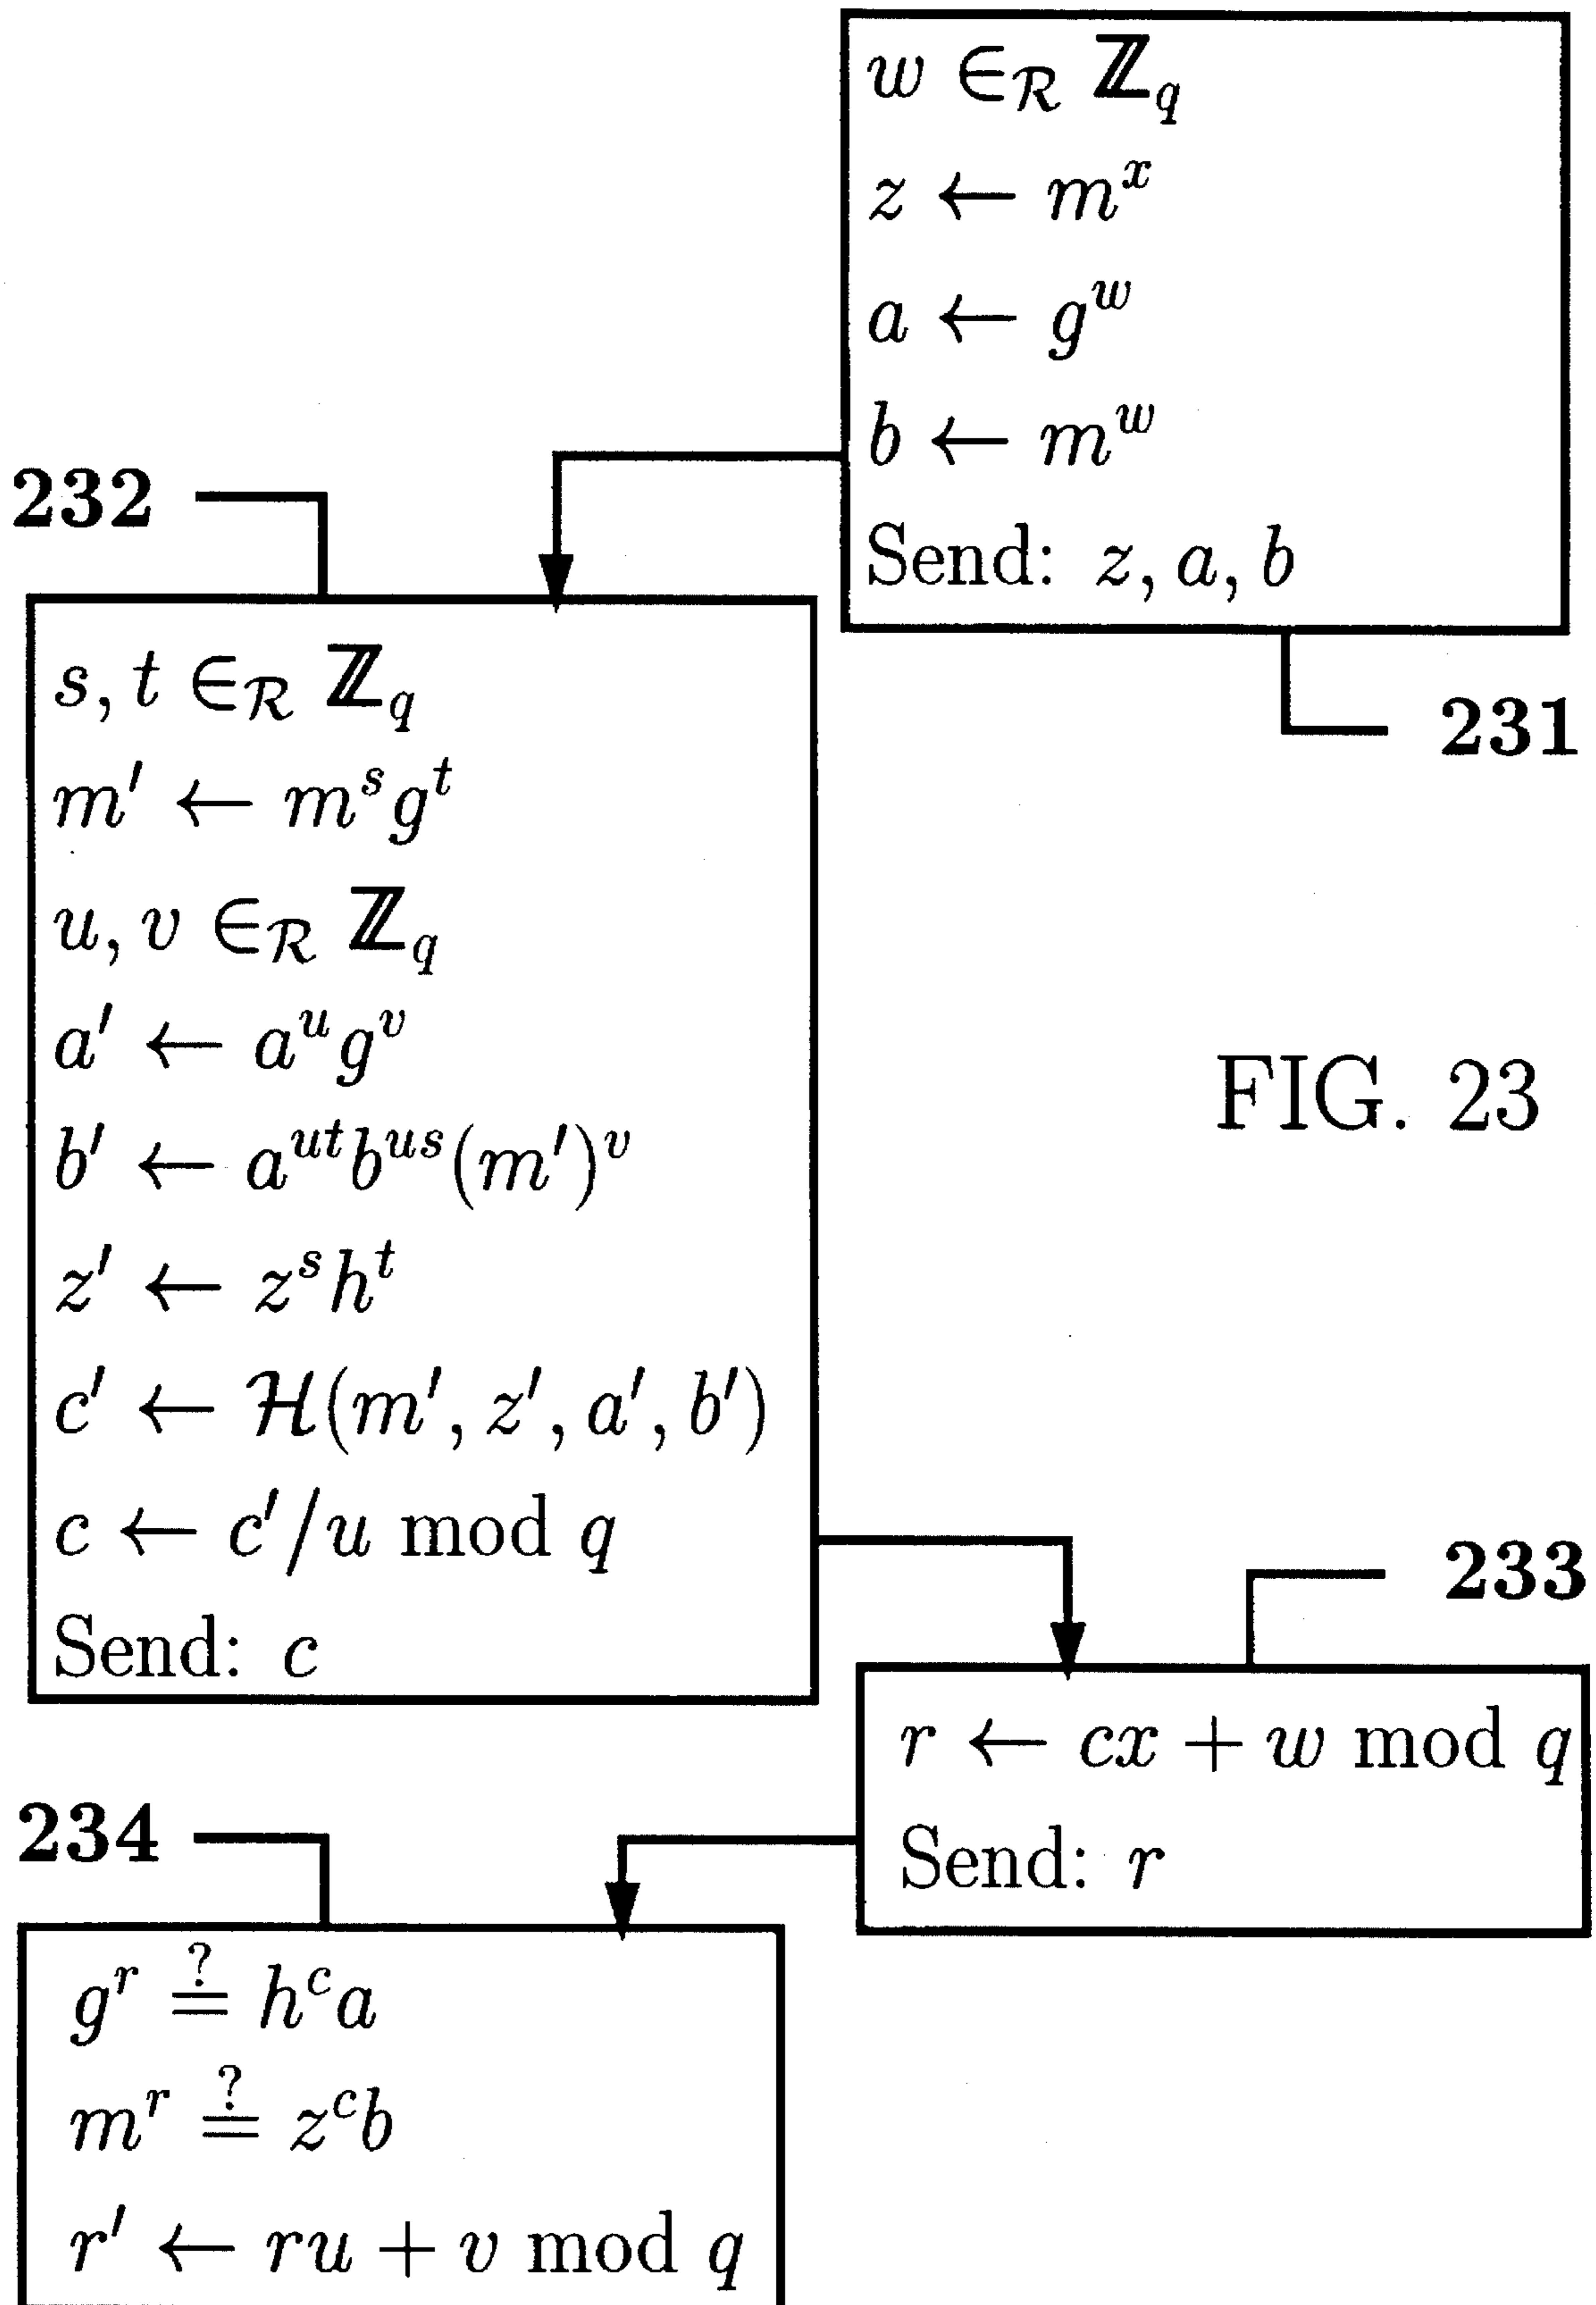 w ∈_ℛ ℤ_q
z ← m^x
a ← g^w
b ← m^w
Send: z, a, b
231
232
s, t ∈_ℛ ℤ_q
m′ ← m^s g^t
u, v ∈_ℛ ℤ_q
a′ ← a^u g^v
b′ ← a^{ut} b^{us} (m′)^v
z′ ← z^s h^t
c′ ← ℋ(m′, z′, a′, b′)
c ← c′/u mod q
Send: c
FIG. 23
233
r ← cx + w mod q
Send: r
234
g^r ≟ h^c a
m^r ≟ z^c b
r′ ← ru + v mod q